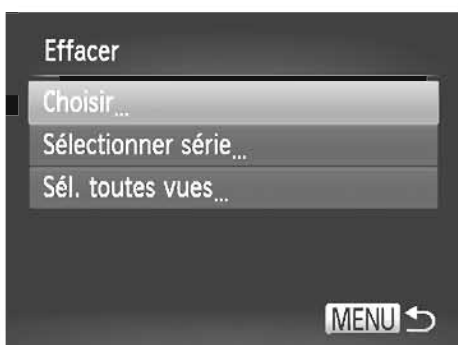 Effacer
Choisir...
Sélectionner série...
Sél. toutes vues...
MENU